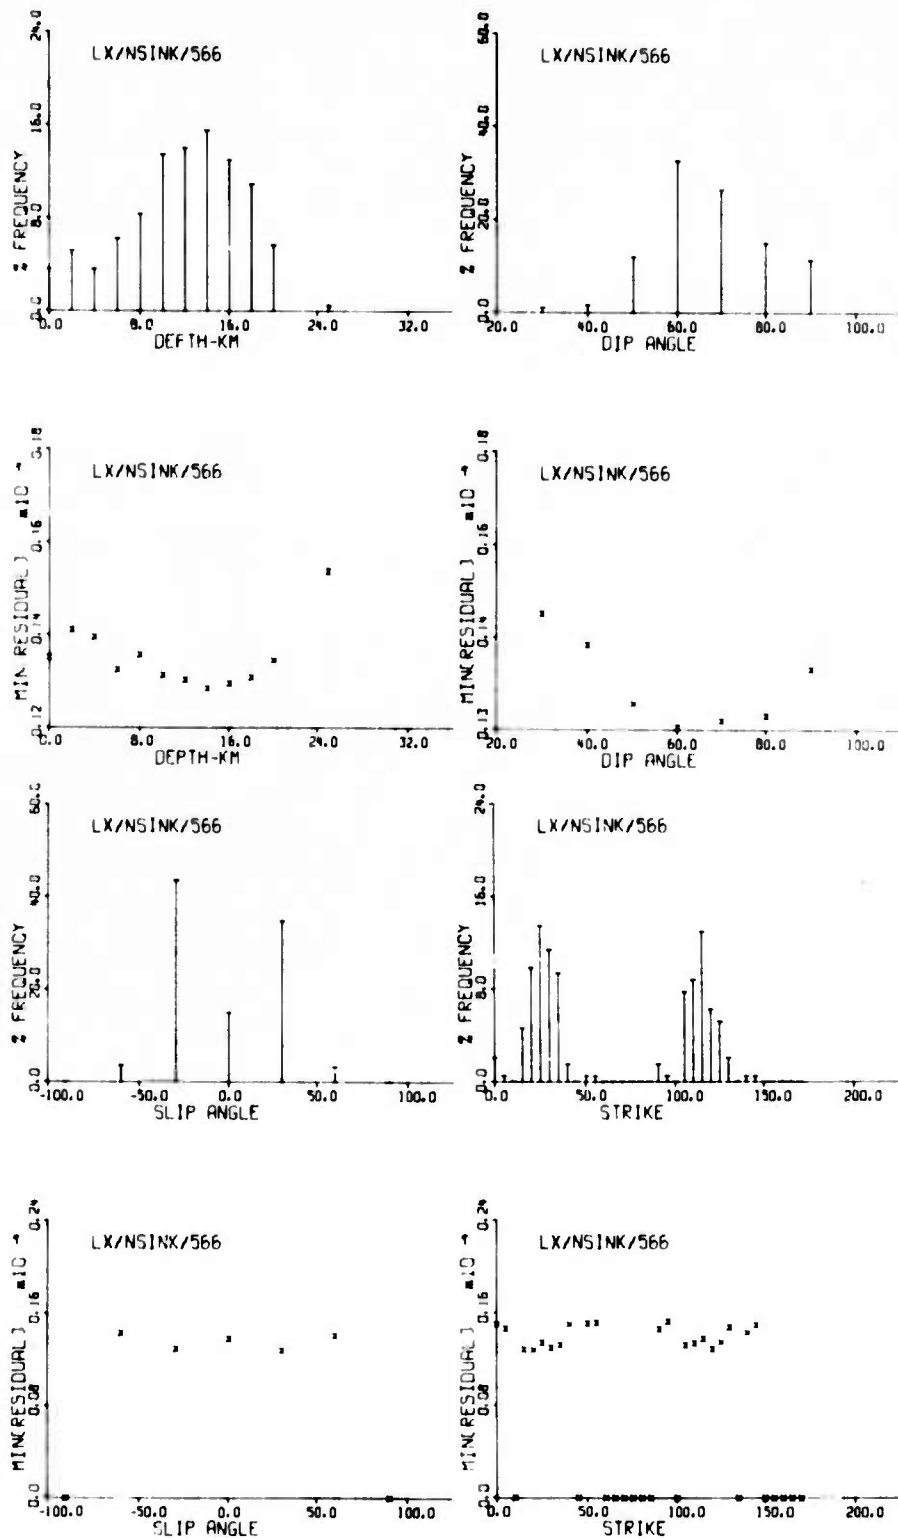 LX/NSINK/566
% FREQUENCY
24.0
16.0
8.0
0.0
0.0 8.0 16.0 24.0 32.0
DEPTH-KM
LX/NSINK/566
% FREQUENCY
60.0
40.0
20.0
0.0
20.0 40.0 60.0 80.0 100.0
DIP ANGLE
LX/NSINK/566
MIN[RESIDUAL]
0.18
0.16
0.14
0.12
0.0 8.0 16.0 24.0 32.0
DEPTH-KM
LX/NSINK/566
MIN[RESIDUAL]
0.18
0.16
0.14
0.13
20.0 40.0 60.0 80.0 100.0
DIP ANGLE
LX/NSINK/566
% FREQUENCY
60.0
40.0
20.0
0.0
-100.0 -50.0 0.0 50.0 100.0
SLIP ANGLE
LX/NSINK/566
% FREQUENCY
24.0
16.0
8.0
0.0
0.0 50.0 100.0 150.0 200.0
STRIKE
LX/NSINK/566
MIN[RESIDUAL]
0.24
0.16
0.08
0.0
-100.0 -50.0 0.0 50.0 100.0
SLIP ANGLE
LX/NSINK/566
MIN[RESIDUAL]
0.24
0.16
0.08
0.0
0.0 50.0 100.0 150.0 200.0
STRIKE